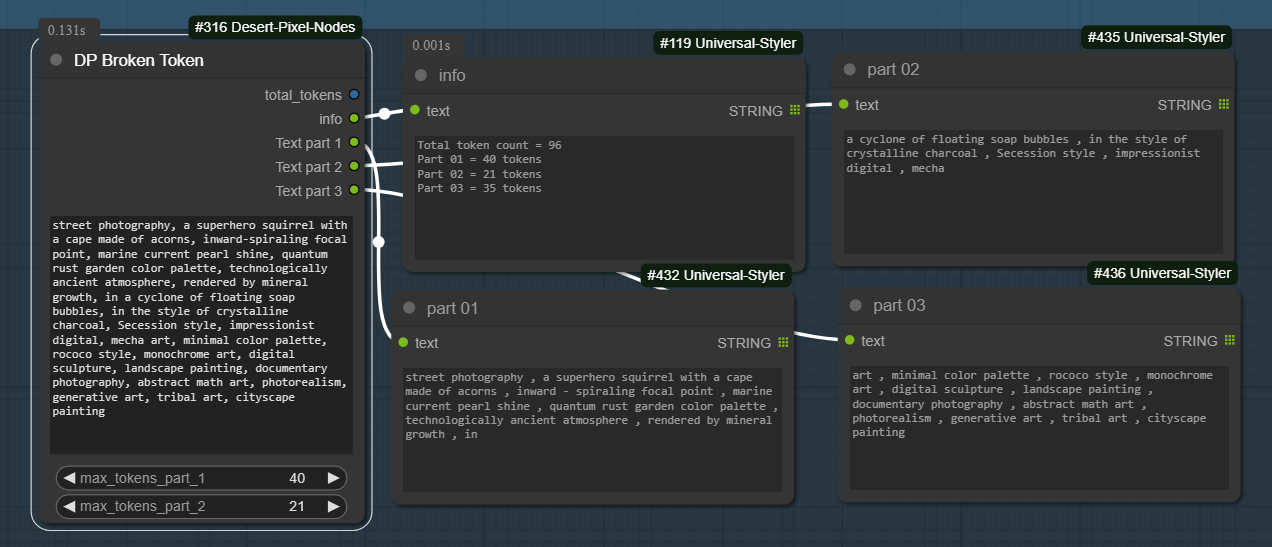 0.131s
#316 Desert-Pixel-Nodes
DP Broken Token
total_tokens
info
Text part 1
Text part 2
Text part 3
street photography, a superhero squirrel with
a cape made of acorns, inward-spiraling focal
point, marine current pearl shine, quantum
rust garden color palette, technologically
ancient atmosphere, rendered by mineral
growth, in a cyclone of floating soap
bubbles, in the style of crystalline
charcoal, Secession style, impressionist
digital, mecha art, minimal color palette,
rococo style, monochrome art, digital
sculpture, landscape painting, documentary
photography, abstract math art, photorealism,
generative art, tribal art, cityscape
painting
max_tokens_part_1 40
max_tokens_part_2 21
0.001s
#119 Universal-Styler
info
text STRING
Total token count = 96
Part 01 = 40 tokens
Part 02 = 21 tokens
Part 03 = 35 tokens
#435 Universal-Styler
part 02
text STRING
a cyclone of floating soap bubbles , in the style of
crystalline charcoal , Secession style , impressionist
digital , mecha
#432 Universal-Styler
part 01
text STRING
street photography , a superhero squirrel with a cape
made of acorns , inward - spiraling focal point , marine
current pearl shine , quantum rust garden color palette ,
technologically ancient atmosphere , rendered by mineral
growth , in
#436 Universal-Styler
part 03
text STRING
art , minimal color palette , rococo style , monochrome
art , digital sculpture , landscape painting ,
documentary photography , abstract math art ,
photorealism , generative art , tribal art , cityscape
painting